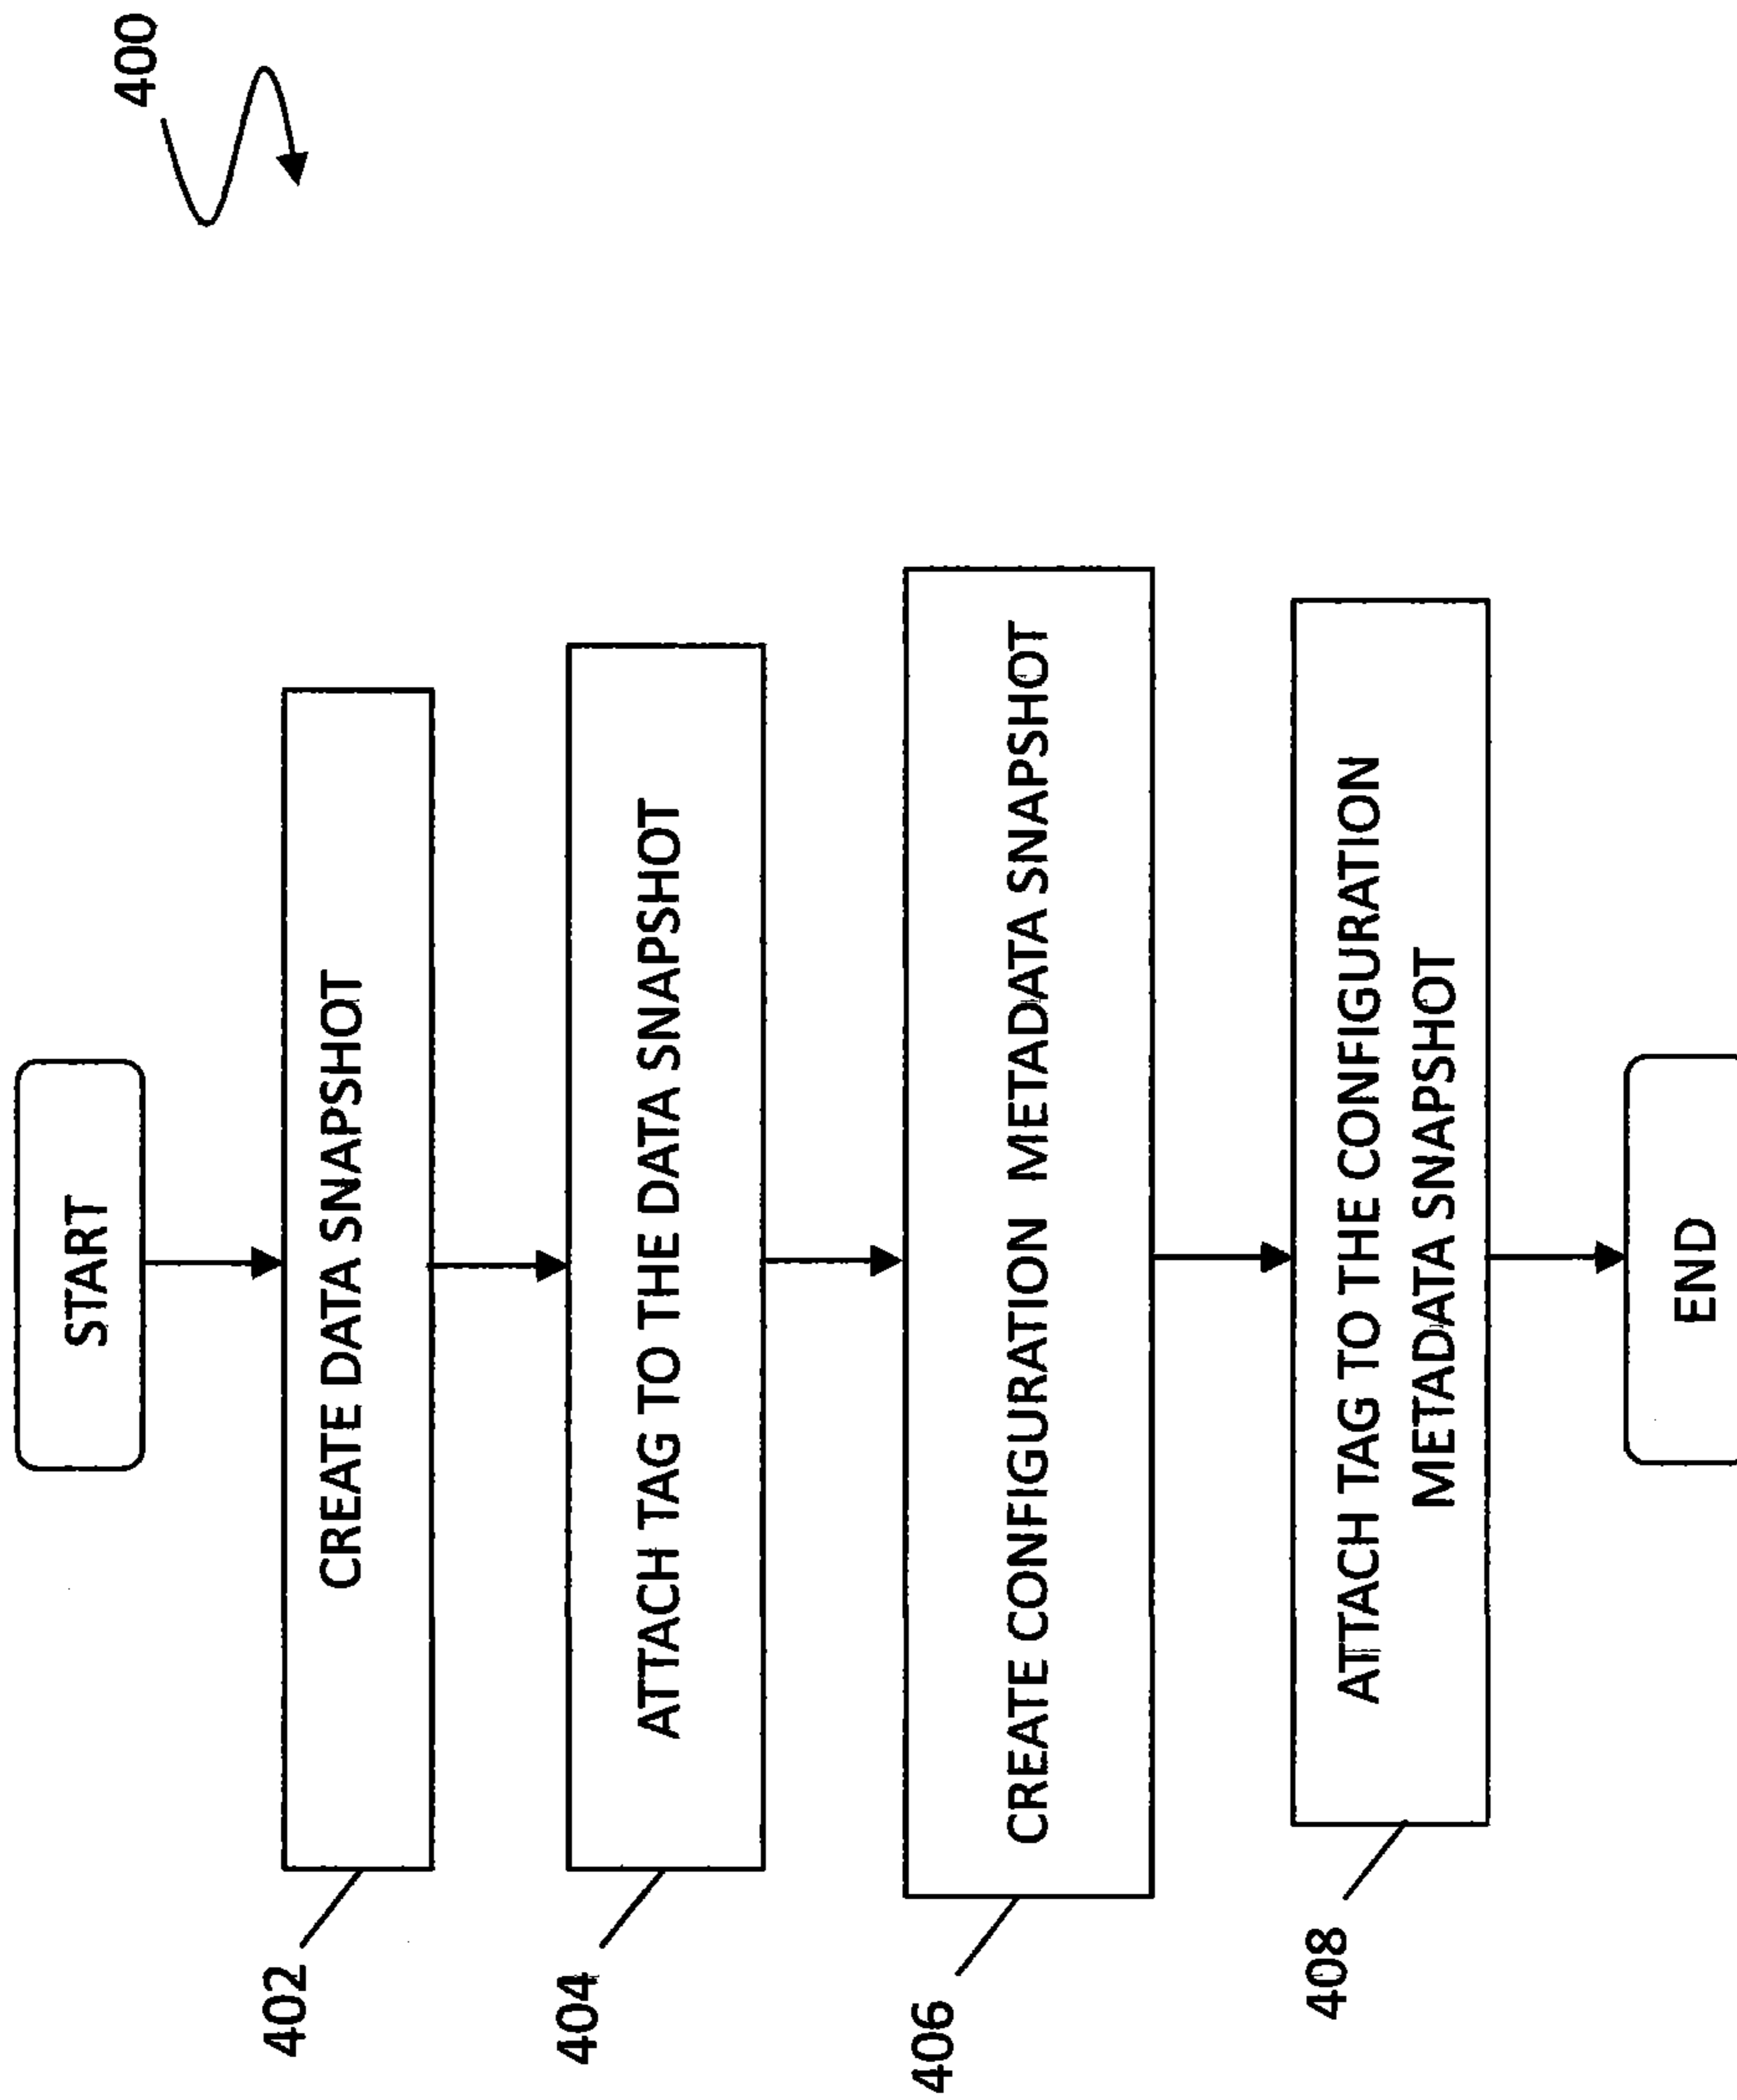 400
START
402
CREATE DATA SNAPSHOT
404
ATTACH TAG TO THE DATA SNAPSHOT
406
CREATE CONFIGURATION METADATA SNAPSHOT
408
ATTACH TAG TO THE CONFIGURATION
METADATA SNAPSHOT
END